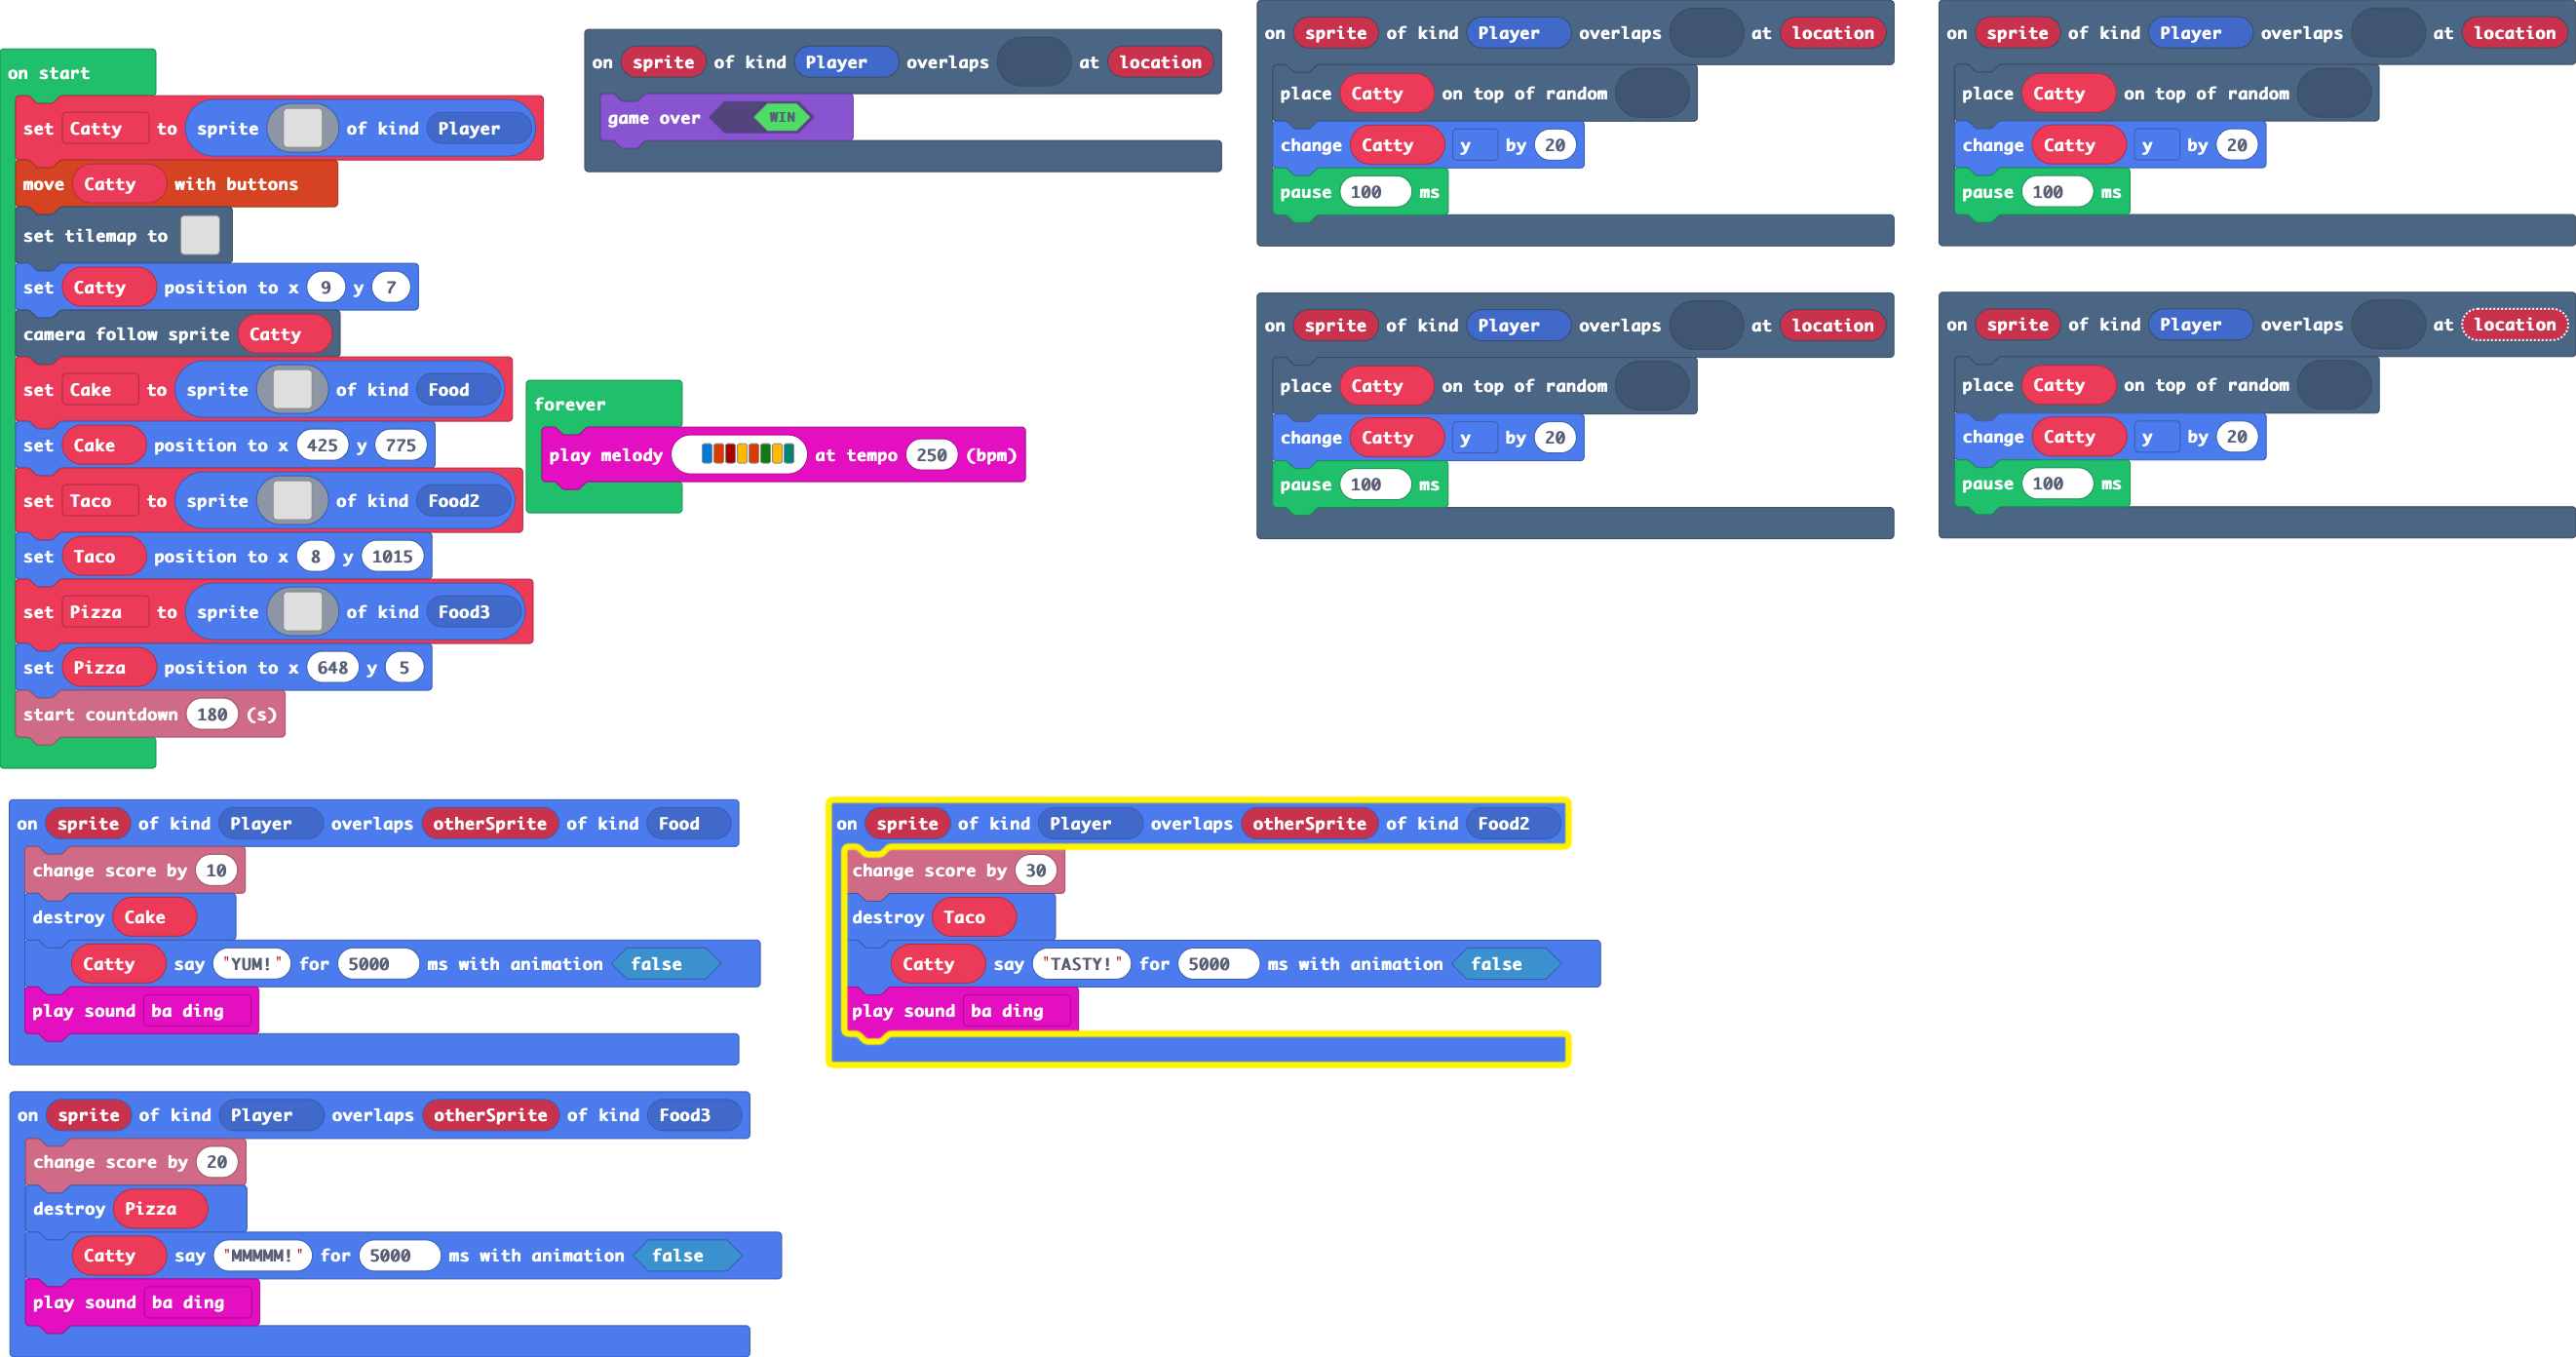 on start
set Catty to sprite of kind Player
move Catty with buttons
set tilemap to
set Catty position to x 9 y 7
camera follow sprite Catty
set Cake to sprite of kind Food
set Cake position to x 425 y 775
set Taco to sprite of kind Food2
set Taco position to x 8 y 1015
set Pizza to sprite of kind Food3
set Pizza position to x 648 y 5
start countdown 180 (s)
on sprite of kind Player overlaps at location
game over WIN
forever
play melody at tempo 250 (bpm)
on sprite of kind Player overlaps at location
place Catty on top of random
change Catty y by 20
pause 100 ms
on sprite of kind Player overlaps at location
place Catty on top of random
change Catty y by 20
pause 100 ms
on sprite of kind Player overlaps at location
place Catty on top of random
change Catty y by 20
pause 100 ms
on sprite of kind Player overlaps at location
place Catty on top of random
change Catty y by 20
pause 100 ms
on sprite of kind Player overlaps otherSprite of kind Food
change score by 10
destroy Cake
Catty say "YUM!" for 5000 ms with animation false
play sound ba ding
on sprite of kind Player overlaps otherSprite of kind Food2
change score by 30
destroy Taco
Catty say "TASTY!" for 5000 ms with animation false
play sound ba ding
on sprite of kind Player overlaps otherSprite of kind Food3
change score by 20
destroy Pizza
Catty say "MMMMM!" for 5000 ms with animation false
play sound ba ding